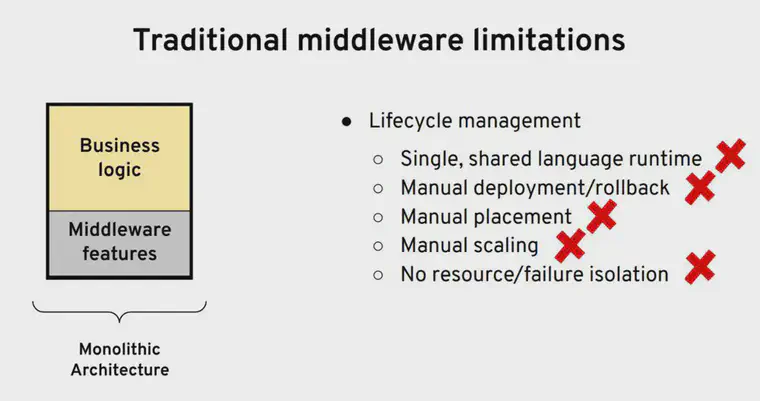 Traditional middleware limitations
Business
logic
Middleware
features
Monolithic
Architecture
● Lifecycle management
○ Single, shared language runtime
○ Manual deployment/rollback
○ Manual placement
○ Manual scaling
○ No resource/failure isolation